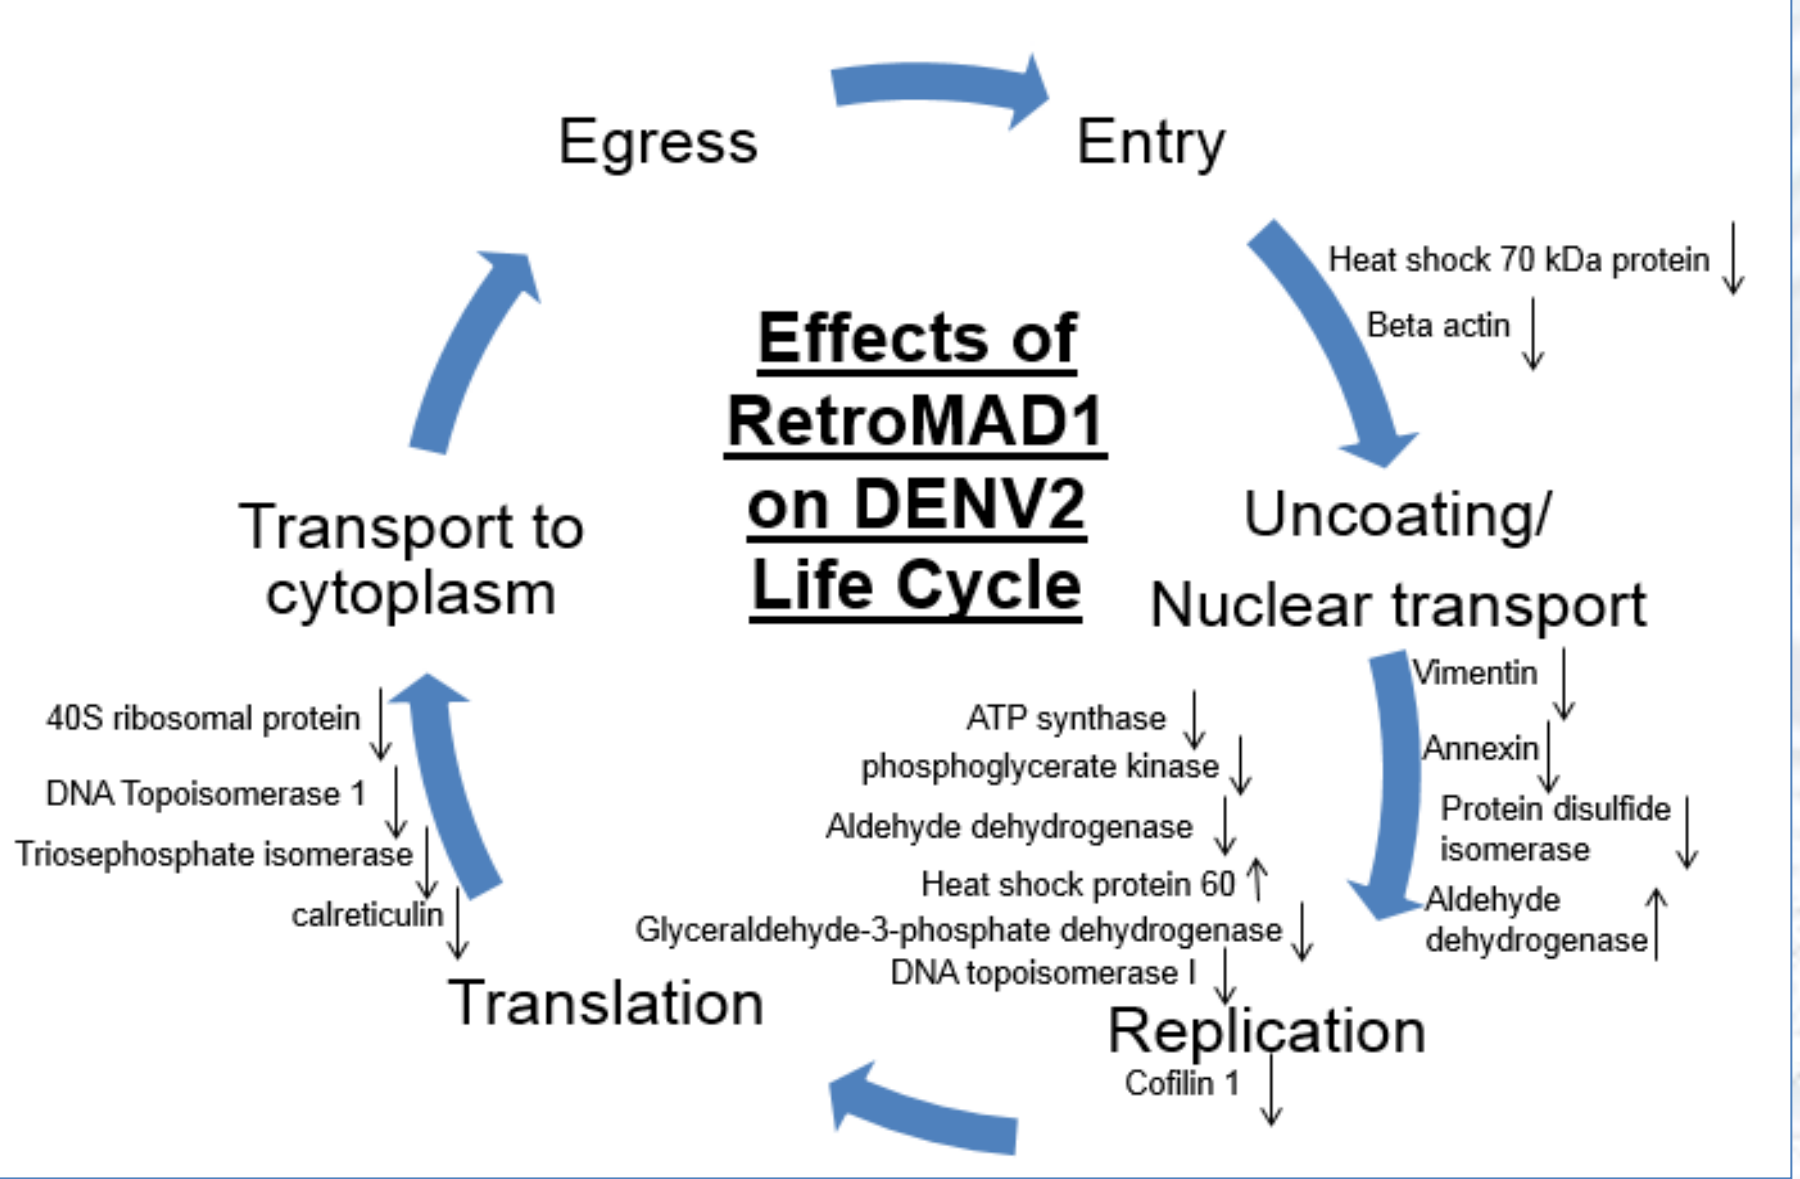 Egress
Entry
Heat shock 70 kDa protein
Beta actin
Effects of
RetroMAD1
on DENV2
Life Cycle
Uncoating/
Nuclear transport
Transport to
cytoplasm
Vimentin
Annexin
Protein disulfide
isomerase
Aldehyde
dehydrogenase
ATP synthase
phosphoglycerate kinase
Aldehyde dehydrogenase
Heat shock protein 60
Glyceraldehyde-3-phosphate dehydrogenase
DNA topoisomerase I
Replication
Cofilin 1
40S ribosomal protein
DNA Topoisomerase 1
Triosephosphate isomerase
calreticulin
Translation